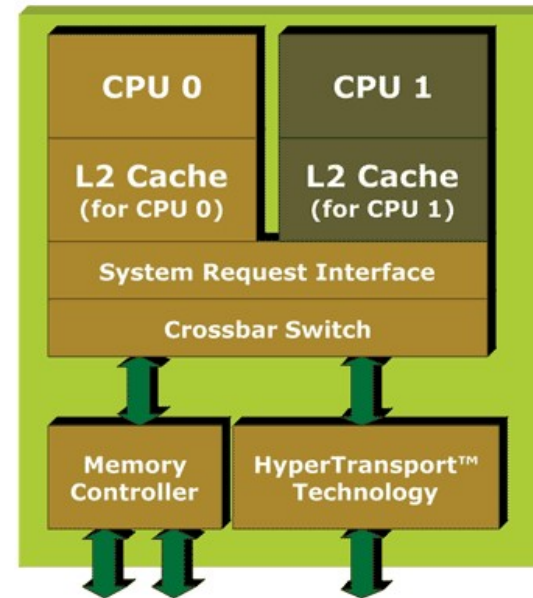 CPU 0
CPU 1
L2 Cache
(for CPU 0)
L2 Cache
(for CPU 1)
System Request Interface
Crossbar Switch
Memory
Controller
HyperTransport™
Technology